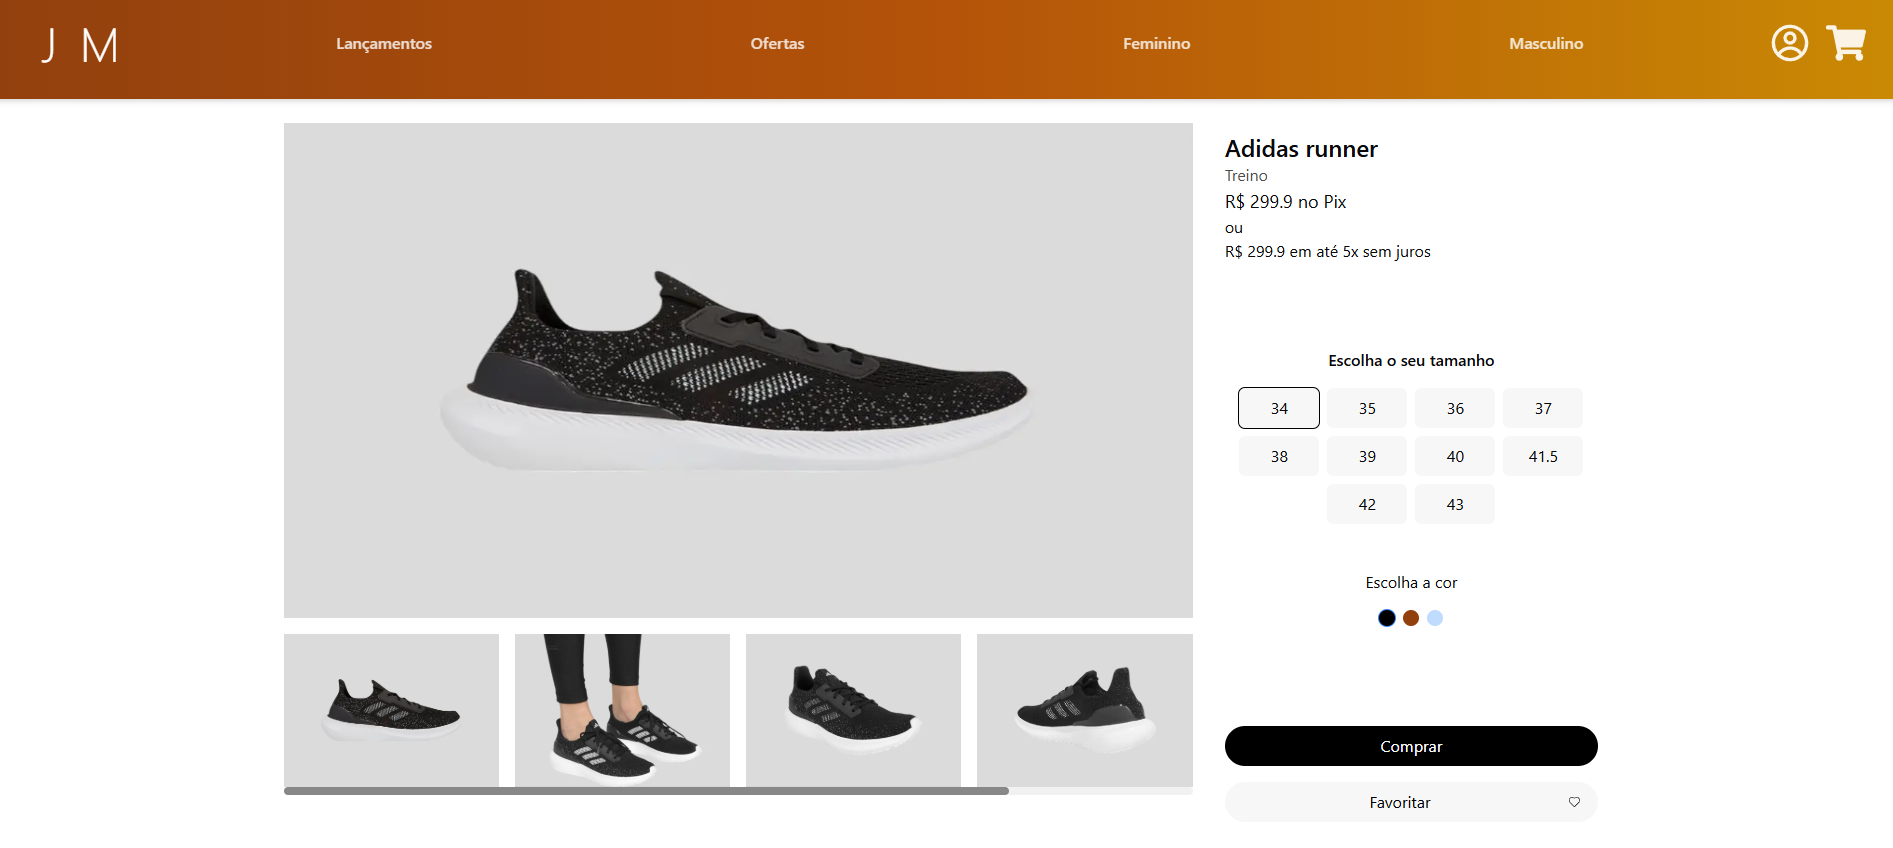 J M
Lançamentos
Ofertas
Feminino
Masculino
Adidas runner
Treino
R$ 299.9 no Pix
ou
R$ 299.9 em até 5x sem juros
Escolha o seu tamanho
34 35 36 37
38 39 40 41.5
42 43
Escolha a cor
Comprar
Favoritar